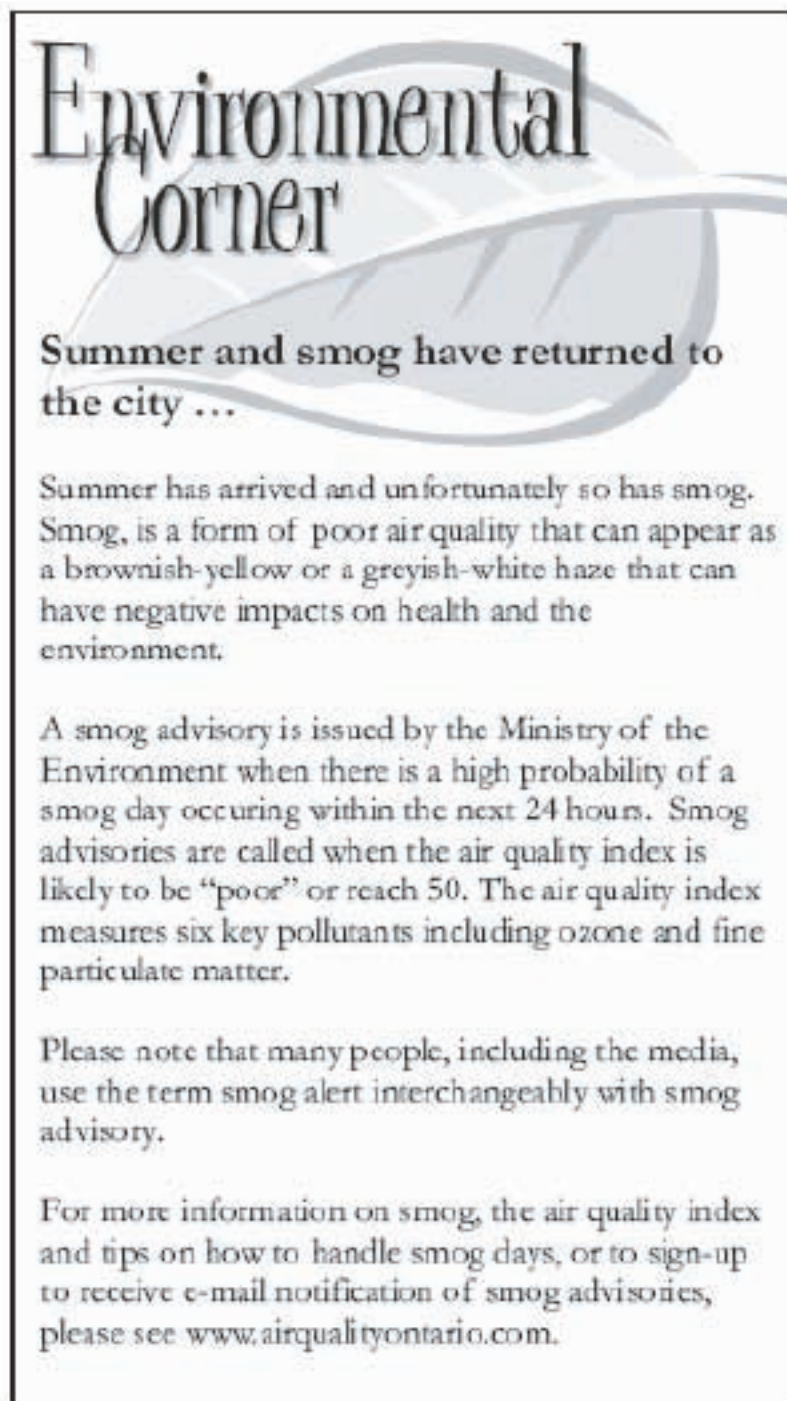 Environmental
Corner
Summer and smog have returned to
the city ...
Summer has arrived and unfortunately so has smog.
Smog, is a form of poor air quality that can appear as
a brownish-yellow or a greyish-white haze that can
have negative impacts on health and the
environment.
A smog advisory is issued by the Ministry of the
Environment when there is a high probability of a
smog day occuring within the next 24 hours. Smog
advisories are called when the air quality index is
likely to be “poor” or reach 50. The air quality index
measures six key pollutants including ozone and fine
particulate matter.
Please note that many people, including the media,
use the term smog alert interchangeably with smog
advisory.
For more information on smog, the air quality index
and tips on how to handle smog days, or to sign-up
to receive e-mail notification of smog advisories,
please see www.airqualityontario.com.